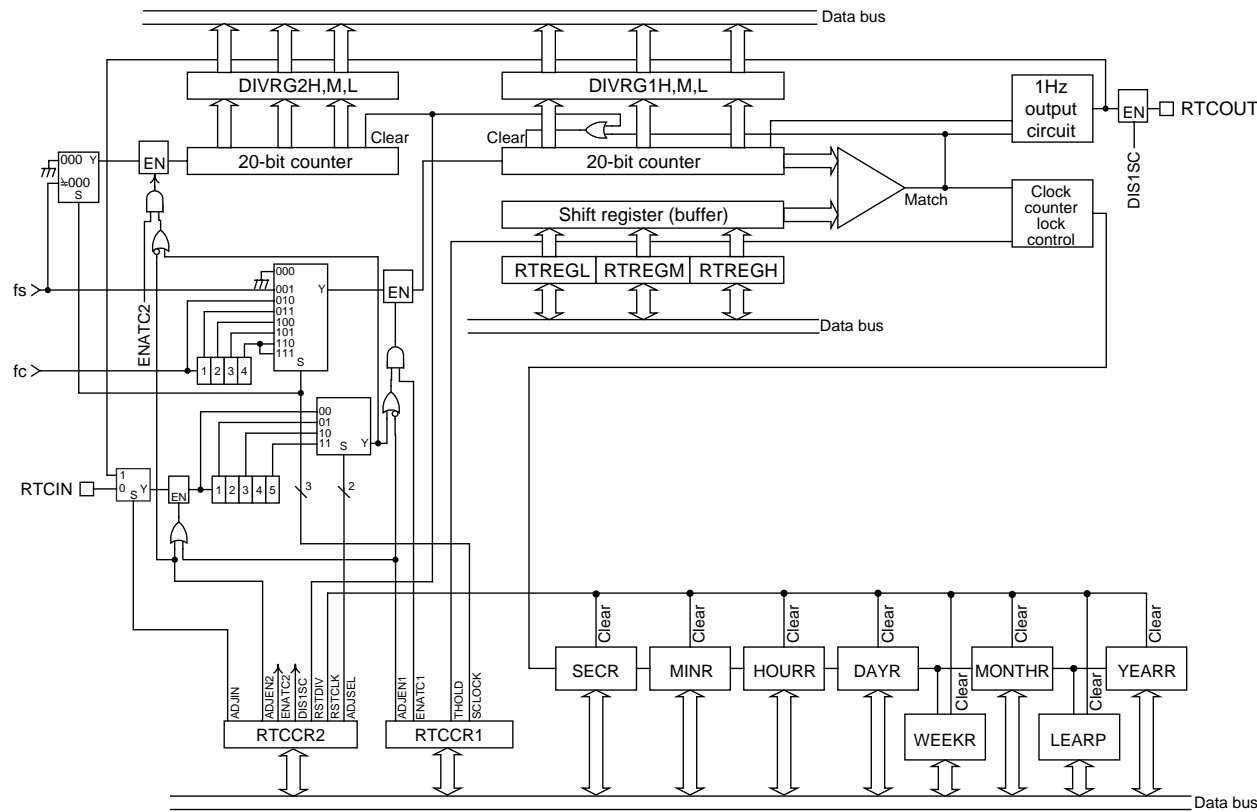 Data bus
DIVRG2H,M,L
DIVRG1H,M,L
1Hz
output
circuit
EN
RTCOUT
DIS1SC
Clear
Clear
000
Y
≒000
S
EN
20-bit counter
20-bit counter
Match
Clock
counter
lock
control
Shift register (buffer)
RTREGL
RTREGM
RTREGH
Data bus
fs
fc
ENATC2
000
001
010
011
100
101
110
111
Y
S
EN
1
2
3
4
00
01
10
11
S
Y
RTCIN
1
0
S
Y
EN
1
2
3
4
5
3
2
Clear
Clear
Clear
Clear
Clear
Clear
SECR
MINR
HOURR
DAYR
MONTHR
YEARR
Clear
Clear
WEEKR
LEARP
ADJIN
ADJEN2
ENATC2
DIS1SC
RSTDIV
RSTCLK
ADJSEL
ADJEN1
ENATC1
THOLD
SCLOCK
RTCCR2
RTCCR1
Data bus